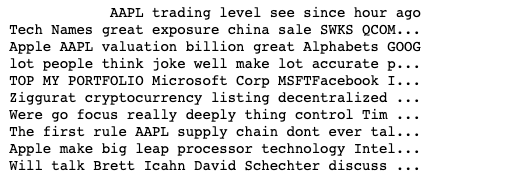 AAPL trading level see since hour ago
Tech Names great exposure china sale SWKS QCOM...
Apple AAPL valuation billion great Alphabets GOOG
lot people think joke well make lot accurate p...
TOP MY PORTFOLIO Microsoft Corp MSFTFacebook I...
Ziggurat cryptocurrency listing decentralized ...
Were go focus really deeply thing control Tim ...
The first rule AAPL supply chain dont ever tal...
Apple make big leap processor technology Intel...
Will talk Brett Icahn David Schechter discuss ...